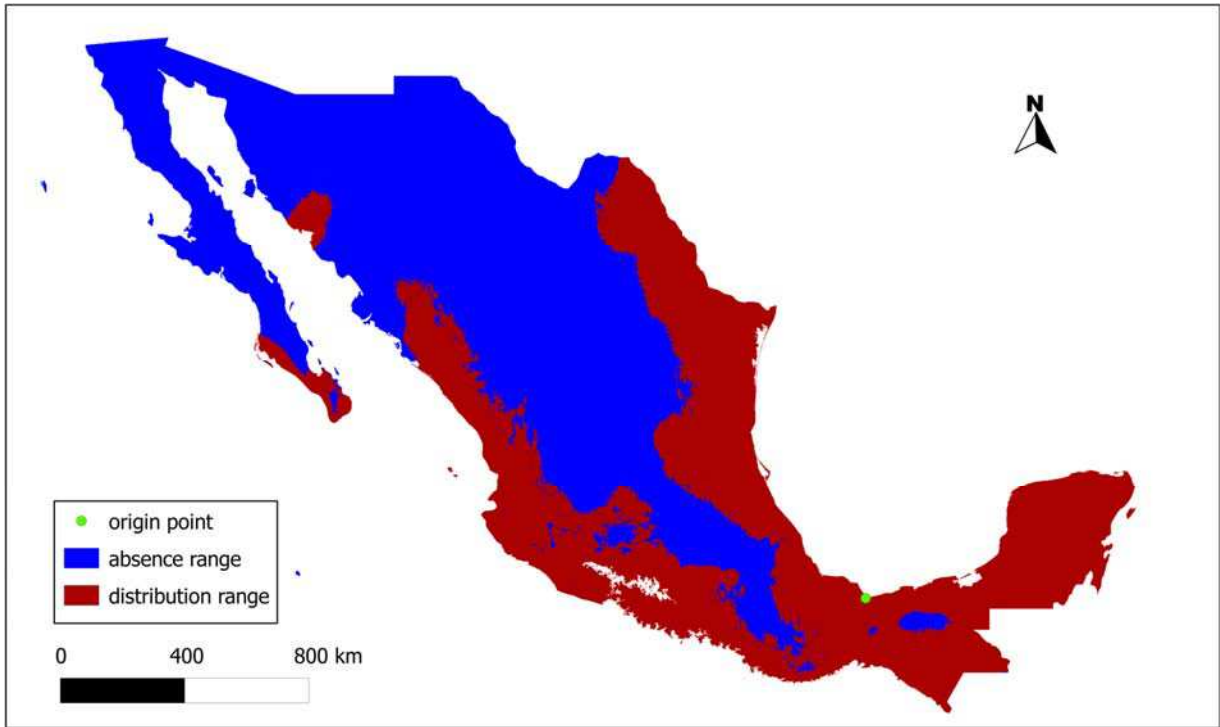 N
origin point
absence range
distribution range
0 400 800 km